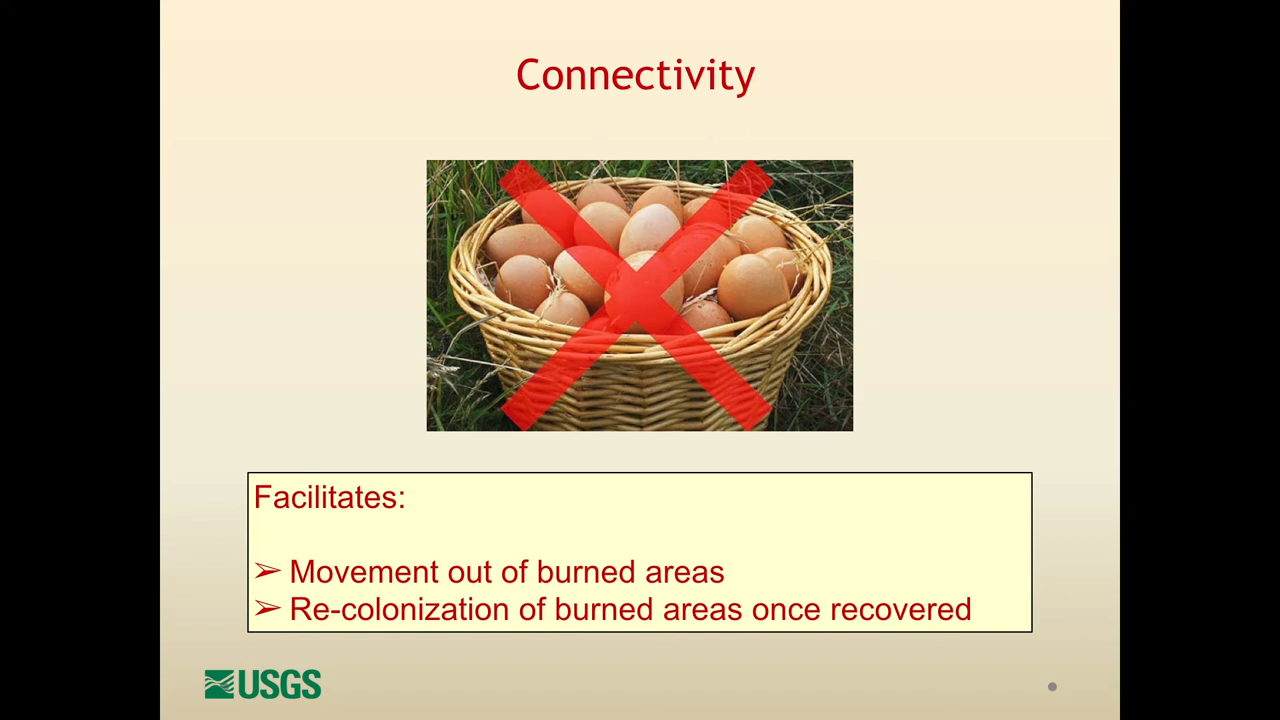 Connectivity
Facilitates:
➢ Movement out of burned areas
➢ Re-colonization of burned areas once recovered
USGS